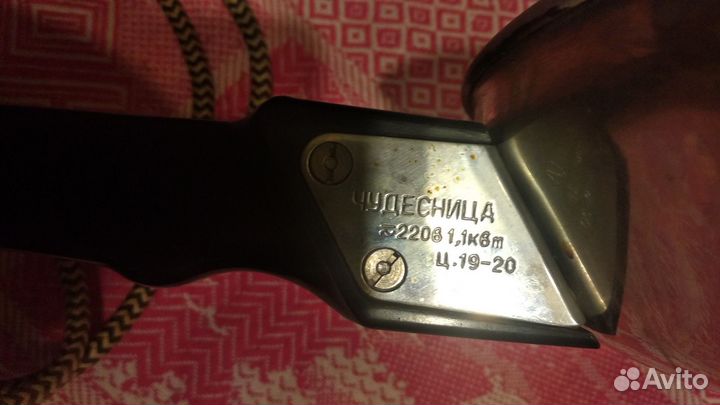 ЧУДЕСНИЦА
≂220в 1,1квт
Ц.19-20
Avito